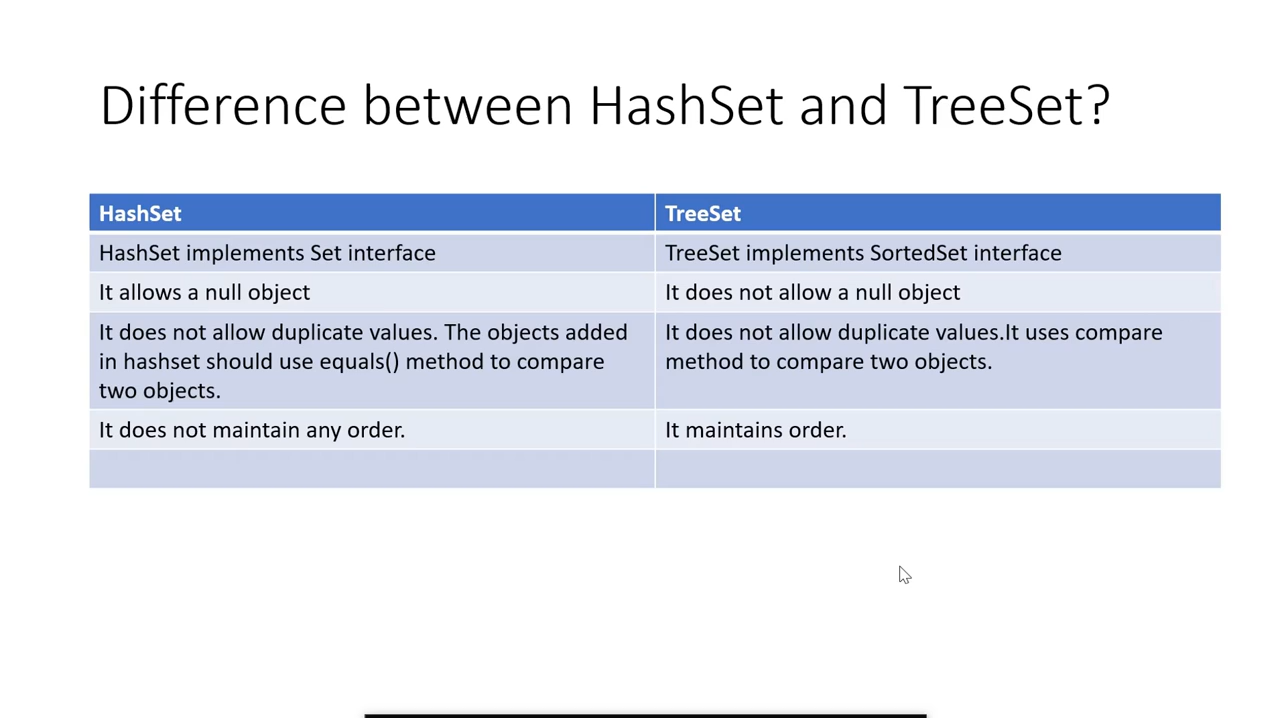 Difference between HashSet and TreeSet?
HashSet
TreeSet
HashSet implements Set interface
TreeSet implements SortedSet interface
It allows a null object
It does not allow a null object
It does not allow duplicate values. The objects added
in hashset should use equals() method to compare
two objects.
It does not allow duplicate values.It uses compare
method to compare two objects.
It does not maintain any order.
It maintains order.